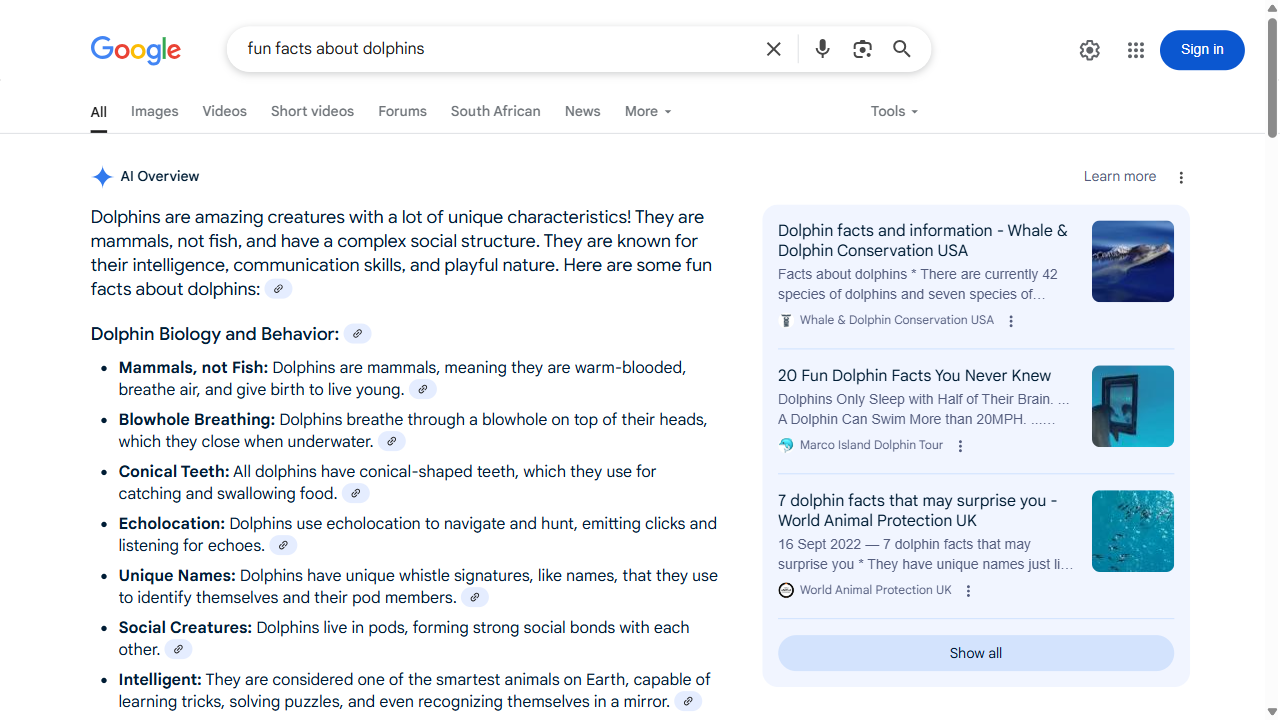 Google
fun facts about dolphins
Sign in
All
Images
Videos
Short videos
Forums
South African
News
More
Tools
AI Overview
Learn more
Dolphins are amazing creatures with a lot of unique characteristics! They are
mammals, not fish, and have a complex social structure. They are known for
their intelligence, communication skills, and playful nature. Here are some fun
facts about dolphins:
Dolphin Biology and Behavior:
• Mammals, not Fish: Dolphins are mammals, meaning they are warm-blooded,
breathe air, and give birth to live young.
• Blowhole Breathing: Dolphins breathe through a blowhole on top of their heads,
which they close when underwater.
• Conical Teeth: All dolphins have conical-shaped teeth, which they use for
catching and swallowing food.
• Echolocation: Dolphins use echolocation to navigate and hunt, emitting clicks and
listening for echoes.
• Unique Names: Dolphins have unique whistle signatures, like names, that they use
to identify themselves and their pod members.
• Social Creatures: Dolphins live in pods, forming strong social bonds with each
other.
• Intelligent: They are considered one of the smartest animals on Earth, capable of
learning tricks, solving puzzles, and even recognizing themselves in a mirror.
Dolphin facts and information - Whale &
Dolphin Conservation USA
Facts about dolphins * There are currently 42
species of dolphins and seven species of…
Whale & Dolphin Conservation USA
20 Fun Dolphin Facts You Never Knew
Dolphins Only Sleep with Half of Their Brain. ...
A Dolphin Can Swim More than 20MPH. ...…
Marco Island Dolphin Tour
7 dolphin facts that may surprise you -
World Animal Protection UK
16 Sept 2022 — 7 dolphin facts that may
surprise you * They have unique names just li…
World Animal Protection UK
Show all